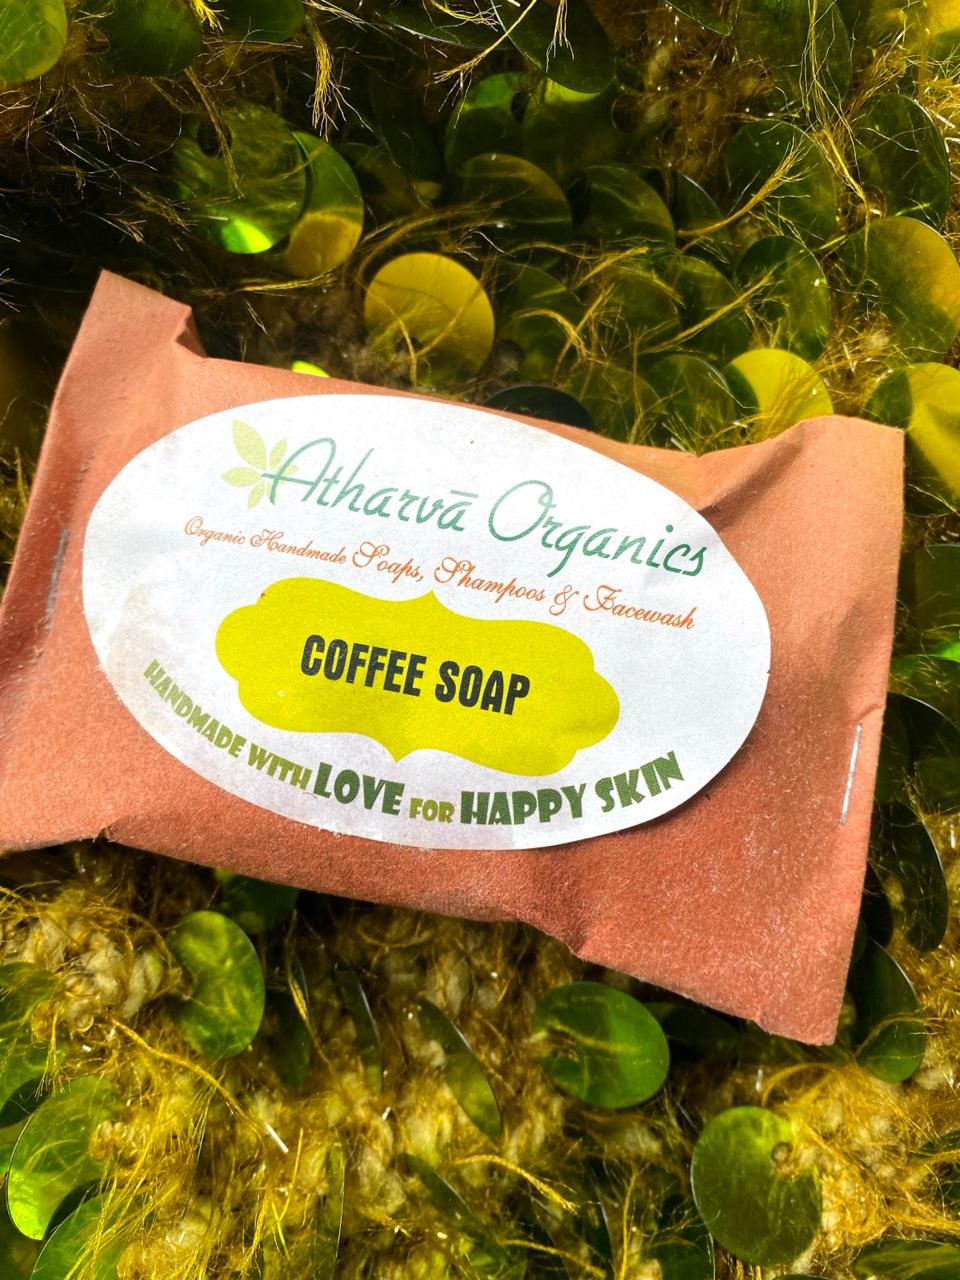 Atharvā Organics
Organic Handmade Soaps, Shampoos & Facewash
COFFEE SOAP
HANDMADE WITH LOVE FOR HAPPY SKIN